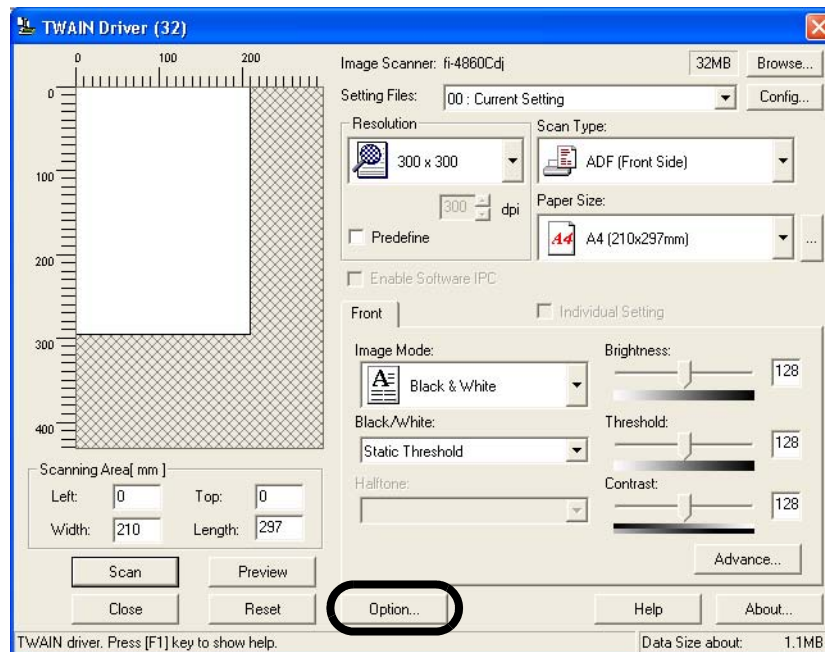 TWAIN Driver (32)
0 100 200
0
100
200
300
400
Image Scanner: fi-4860Cdj 32MB Browse...
Setting Files: 00 : Current Setting Config...
Resolution
300 x 300
300 dpi
Predefine
Scan Type:
ADF (Front Side)
Paper Size:
A4 A4 (210x297mm) ...
Enable Software IPC
Front Individual Setting
Image Mode:
A Black & White
Black/White:
Static Threshold
Halftone:
Brightness:
128
Threshold:
128
Contrast:
128
Advance...
Scanning Area[ mm ]
Left: 0 Top: 0
Width: 210 Length: 297
Scan Preview
Close Reset Option... Help About...
TWAIN driver. Press [F1] key to show help. Data Size about: 1.1MB